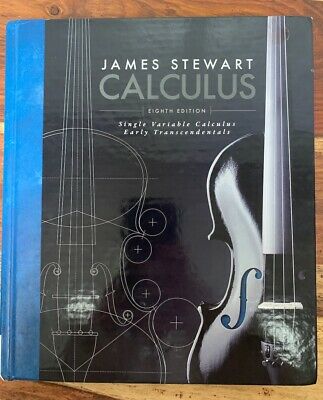 JAMES STEWART
CALCULUS
EIGHTH EDITION
Single Variable Calculus
Early Transcendentals